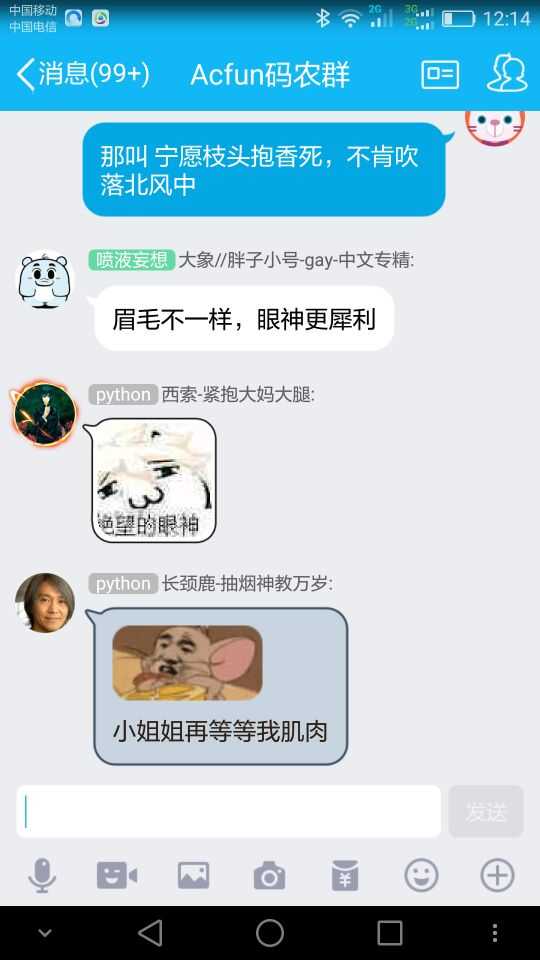 中国移动
中国电信
2G
3G
2G
12:14
消息(99+)
Acfun码农群
那叫 宁愿枝头抱香死，不肯吹
落北风中
喷液妄想 大象//胖子小号-gay-中文专精:
眉毛不一样，眼神更犀利
python 西索-紧抱大妈大腿:
绝望的眼神
python 长颈鹿-抽烟神教万岁:
小姐姐再等等我肌肉
发送